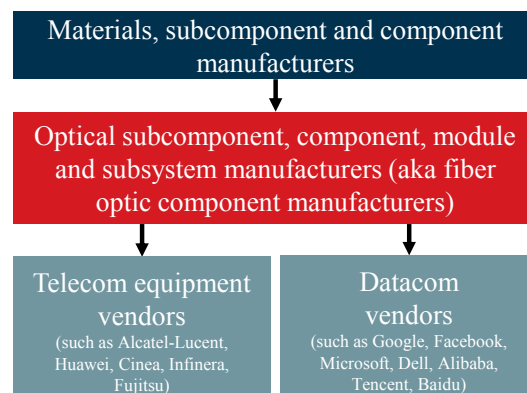 Materials, subcomponent and component
manufacturers
Optical subcomponent, component, module
and subsystem manufacturers (aka fiber
optic component manufacturers)
Telecom equipment
vendors
(such as Alcatel-Lucent,
Huawei, Cinea, Infinera,
Fujitsu)
Datacom
vendors
(such as Google, Facebook,
Microsoft, Dell, Alibaba,
Tencent, Baidu)